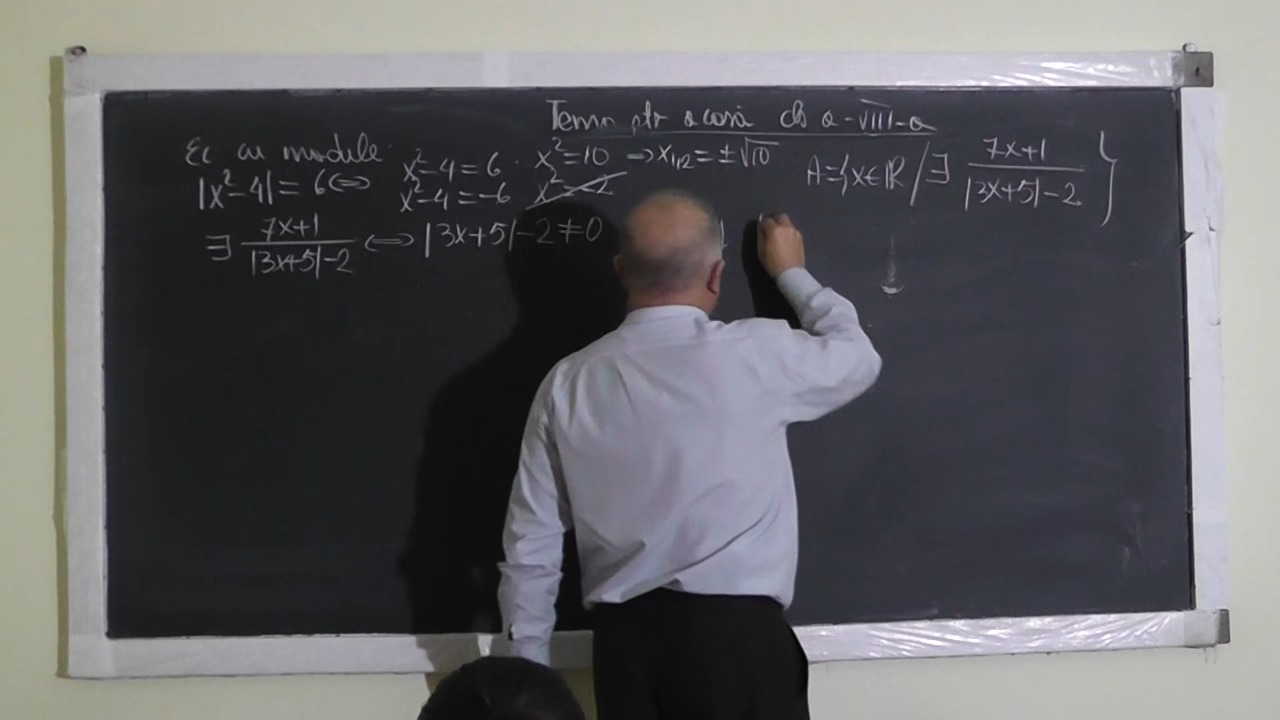 Tema ptr acasă cls a-VIII-a
Ec cu module
|x²-4| = 6 ⇔ x²-4=6 · x²=10 ⇒ x₁,₂=±√10
x²-4=-6 x²=-2
A={x∈ℝ / ∃ (7x+1)/(|3x+5|-2) }
∃ (7x+1)/(|3x+5|-2) ⇔ |3x+5|-2≠0